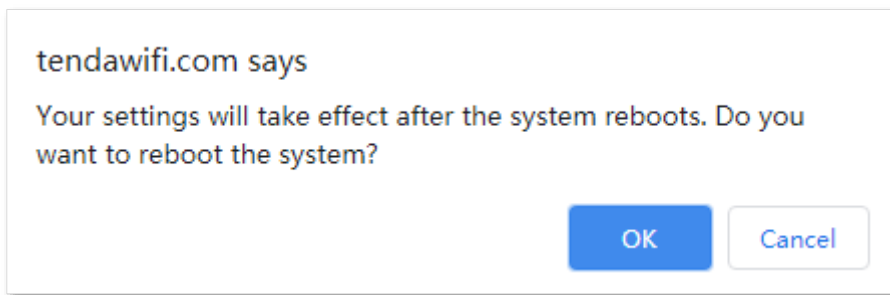 tendawifi.com says
Your settings will take effect after the system reboots. Do you
want to reboot the system?
OK
Cancel